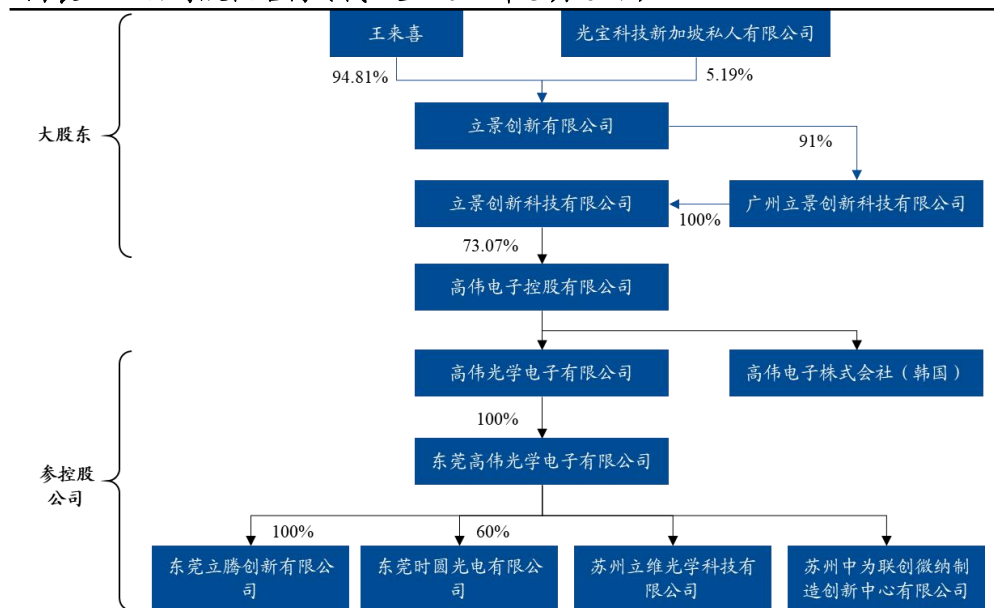 王来喜
光宝科技新加坡私人有限公司
94.81%
5.19%
立景创新有限公司
大股东
91%
立景创新科技有限公司
广州立景创新科技有限公司
100%
73.07%
高伟电子控股有限公司
高伟光学电子有限公司
高伟电子株式会社（韩国）
100%
东莞高伟光学电子有限公司
参控股
公司
100%
60%
东莞立腾创新有限公
司
东莞时圆光电有限公
司
苏州立维光学科技有
限公司
苏州中为联创微纳制
造创新中心有限公司